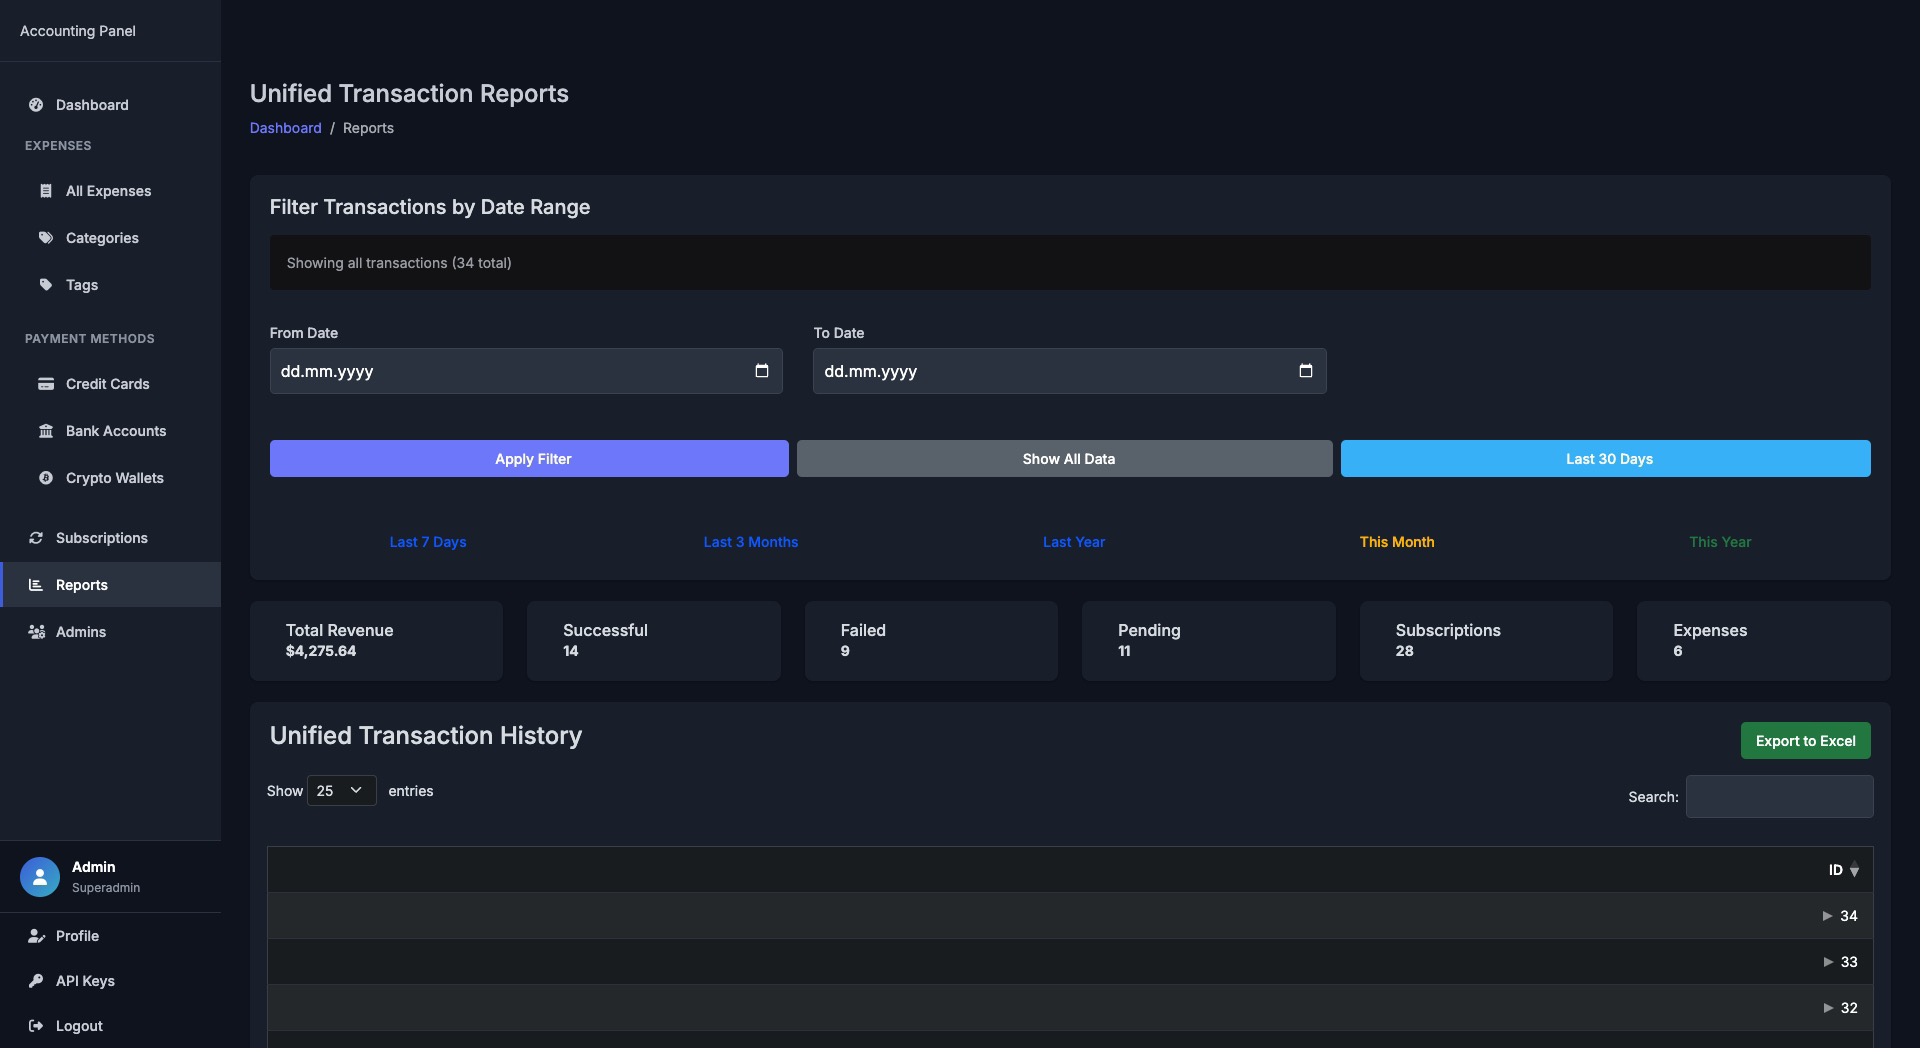 Accounting Panel
Dashboard
EXPENSES
All Expenses
Categories
Tags
PAYMENT METHODS
Credit Cards
Bank Accounts
Crypto Wallets
Subscriptions
Reports
Admins
Admin
Superadmin
Profile
API Keys
Logout
Unified Transaction Reports
Dashboard / Reports
Filter Transactions by Date Range
Showing all transactions (34 total)
From Date To Date
dd.mm.yyyy dd.mm.yyyy
Apply Filter Show All Data Last 30 Days
Last 7 Days Last 3 Months Last Year This Month This Year
Total Revenue Successful Failed Pending Subscriptions Expenses
$4,275.64 14 9 11 28 6
Unified Transaction History
Export to Excel
Show 25 entries
Search:
ID
34
33
32